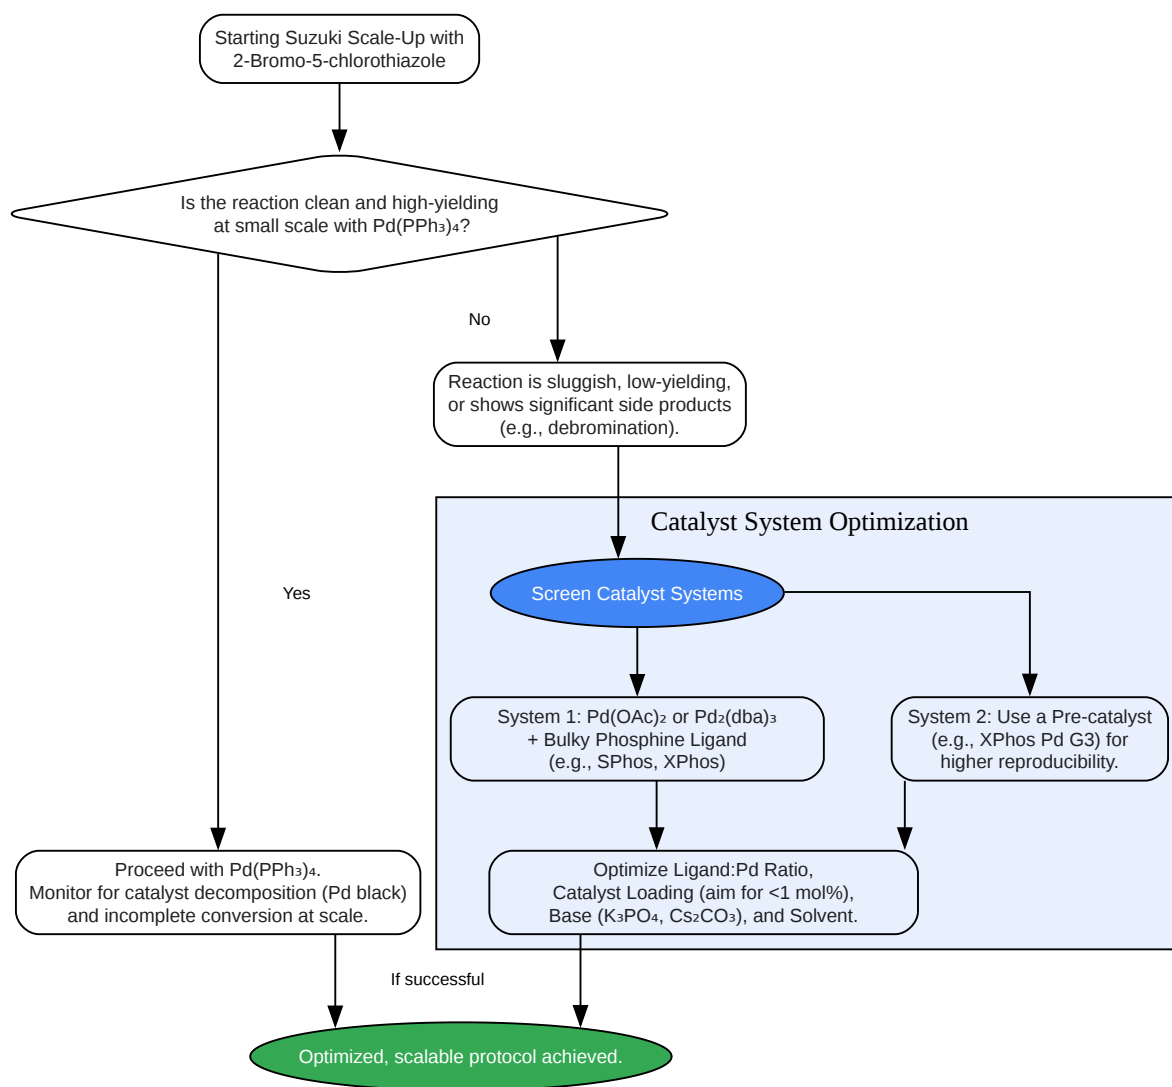 Starting Suzuki Scale-Up with
2-Bromo-5-chlorothiazole
Is the reaction clean and high-yielding
at small scale with Pd(PPh₃)₄?
No
Reaction is sluggish, low-yielding,
or shows significant side products
(e.g., debromination).
Catalyst System Optimization
Screen Catalyst Systems
Yes
System 1: Pd(OAc)₂ or Pd₂(dba)₃
+ Bulky Phosphine Ligand
(e.g., SPhos, XPhos)
System 2: Use a Pre-catalyst
(e.g., XPhos Pd G3) for
higher reproducibility.
Proceed with Pd(PPh₃)₄.
Monitor for catalyst decomposition (Pd black)
and incomplete conversion at scale.
Optimize Ligand:Pd Ratio,
Catalyst Loading (aim for <1 mol%),
Base (K₃PO₄, Cs₂CO₃), and Solvent.
If successful
Optimized, scalable protocol achieved.